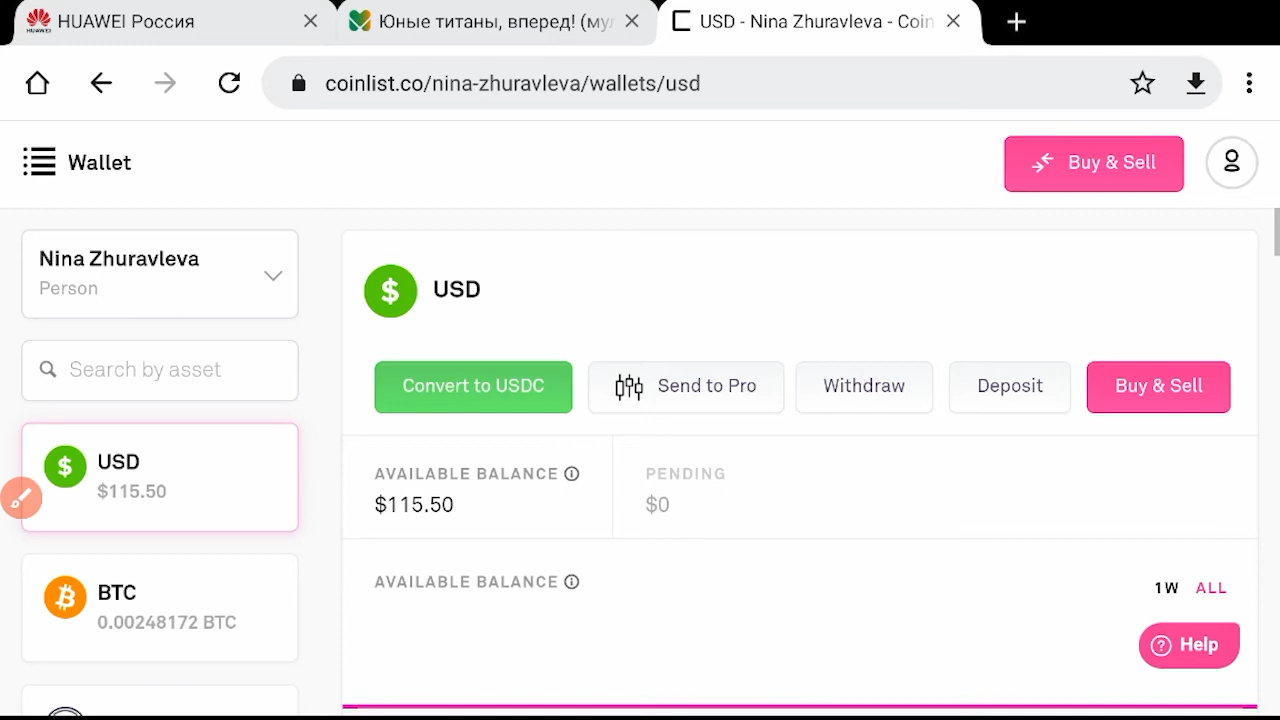 HUAWEI
HUAWEI Россия
Юные титаны, вперед! (му
USD - Nina Zhuravleva - Coin
coinlist.co/nina-zhuravleva/wallets/usd
Wallet
Buy & Sell
Nina Zhuravleva
Person
Search by asset
USD
$115.50
BTC
0.00248172 BTC
USD
Convert to USDC
Send to Pro
Withdraw
Deposit
Buy & Sell
AVAILABLE BALANCE
$115.50
PENDING
$0
AVAILABLE BALANCE
1W ALL
Help